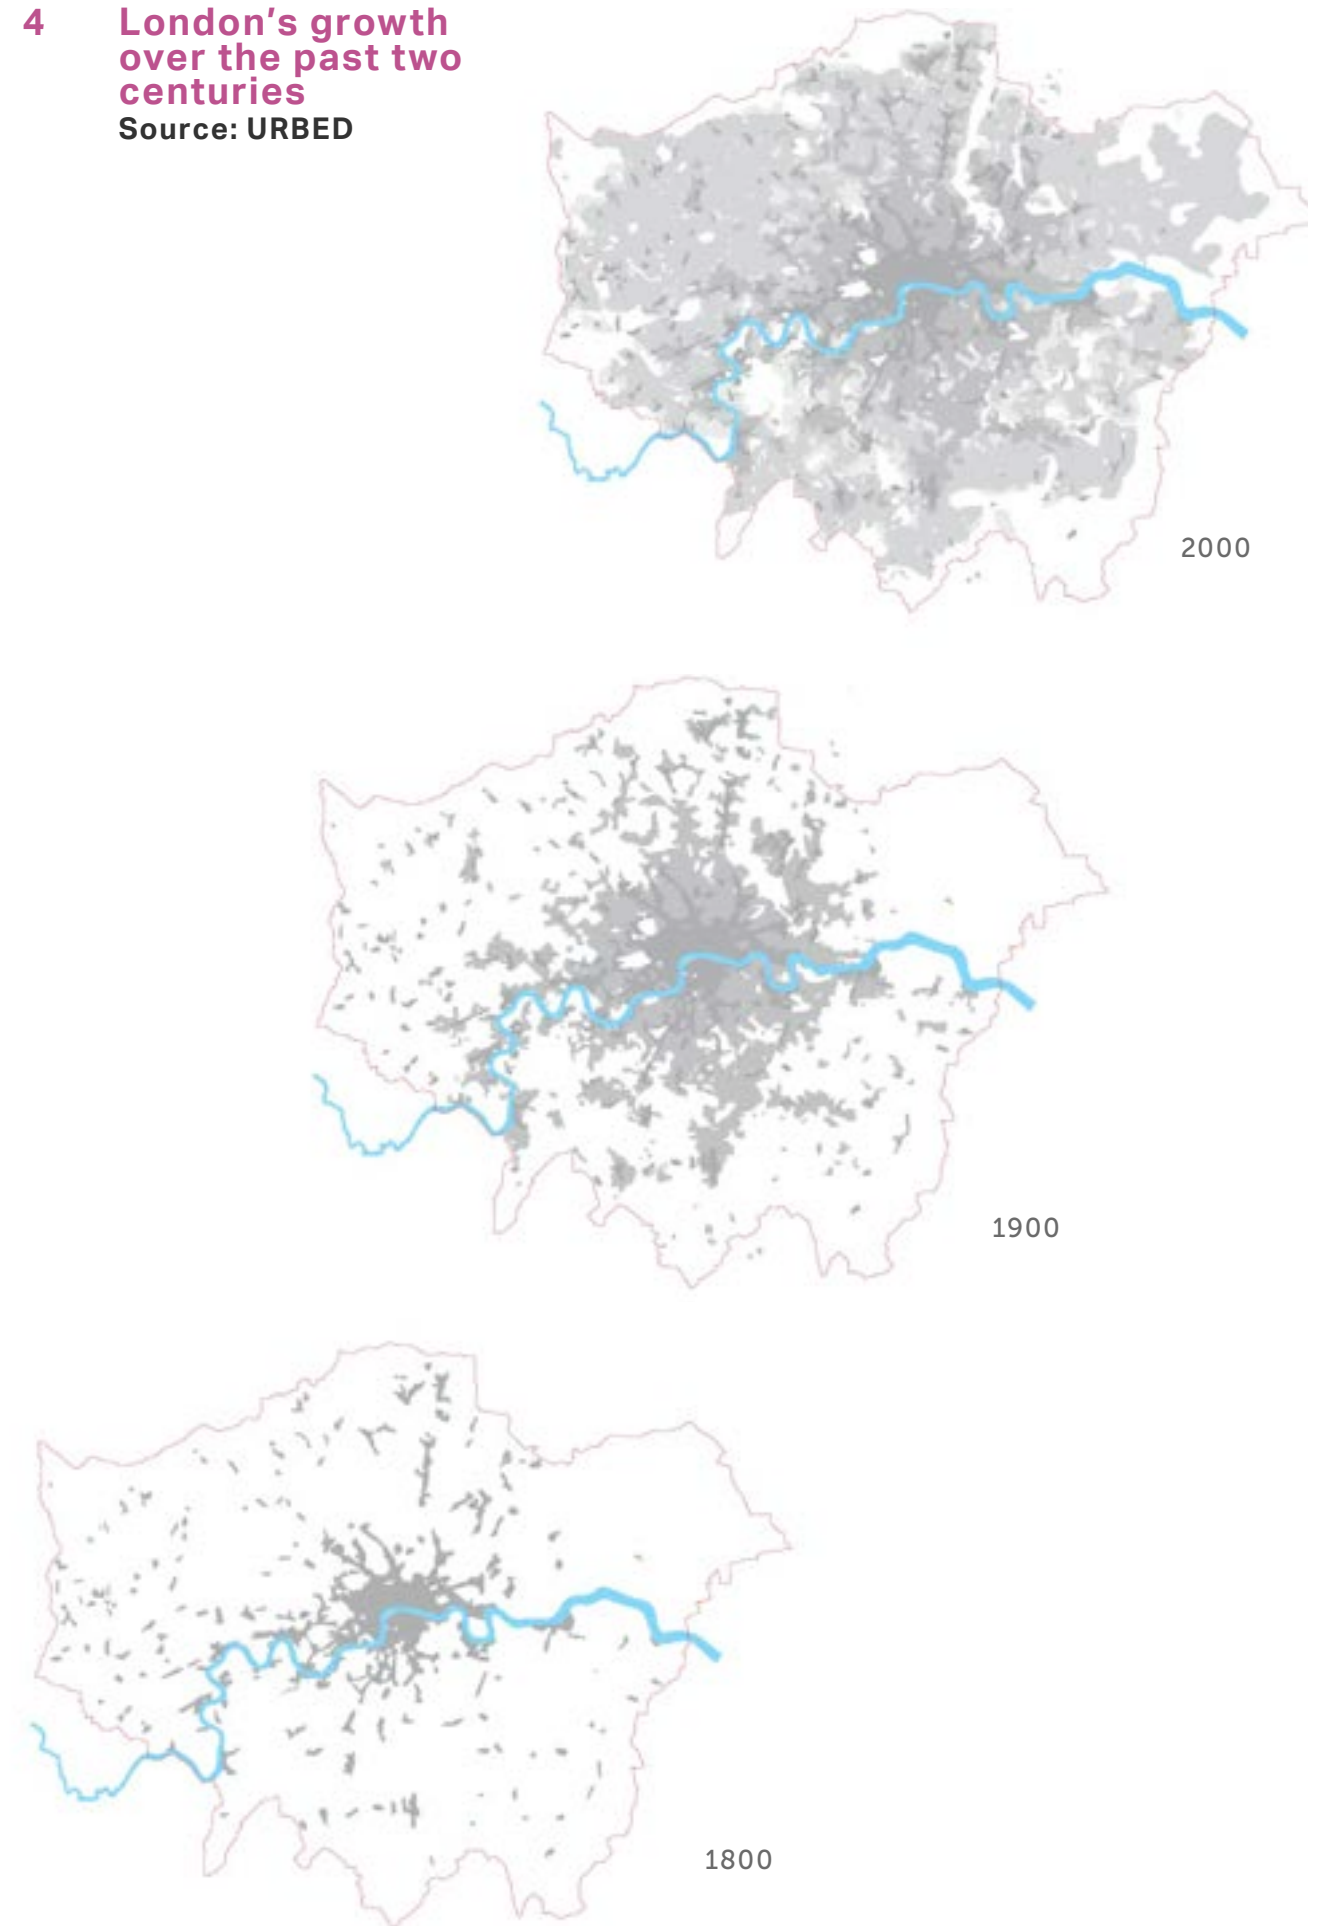 4
London's growth
over the past two
centuries
Source: URBED
2000
1900
1800